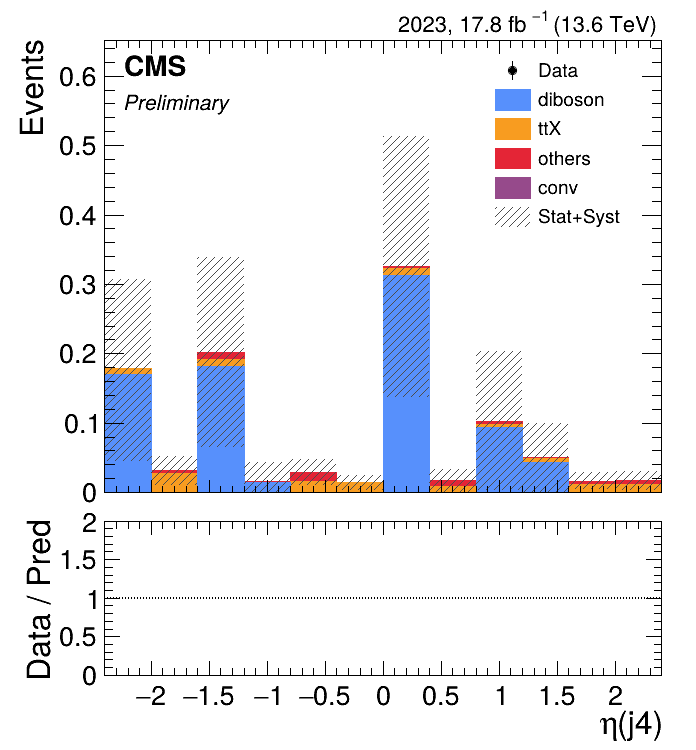 2023, 17.8 fb⁻¹ (13.6 TeV)
CMS
Preliminary
Data
diboson
ttX
others
conv
Stat+Syst
Events
0.6
0.5
0.4
0.3
0.2
0.1
0
Data / Pred
2
1.5
1
0.5
0
−2 −1.5 −1 −0.5 0 0.5 1 1.5 2
η(j4)